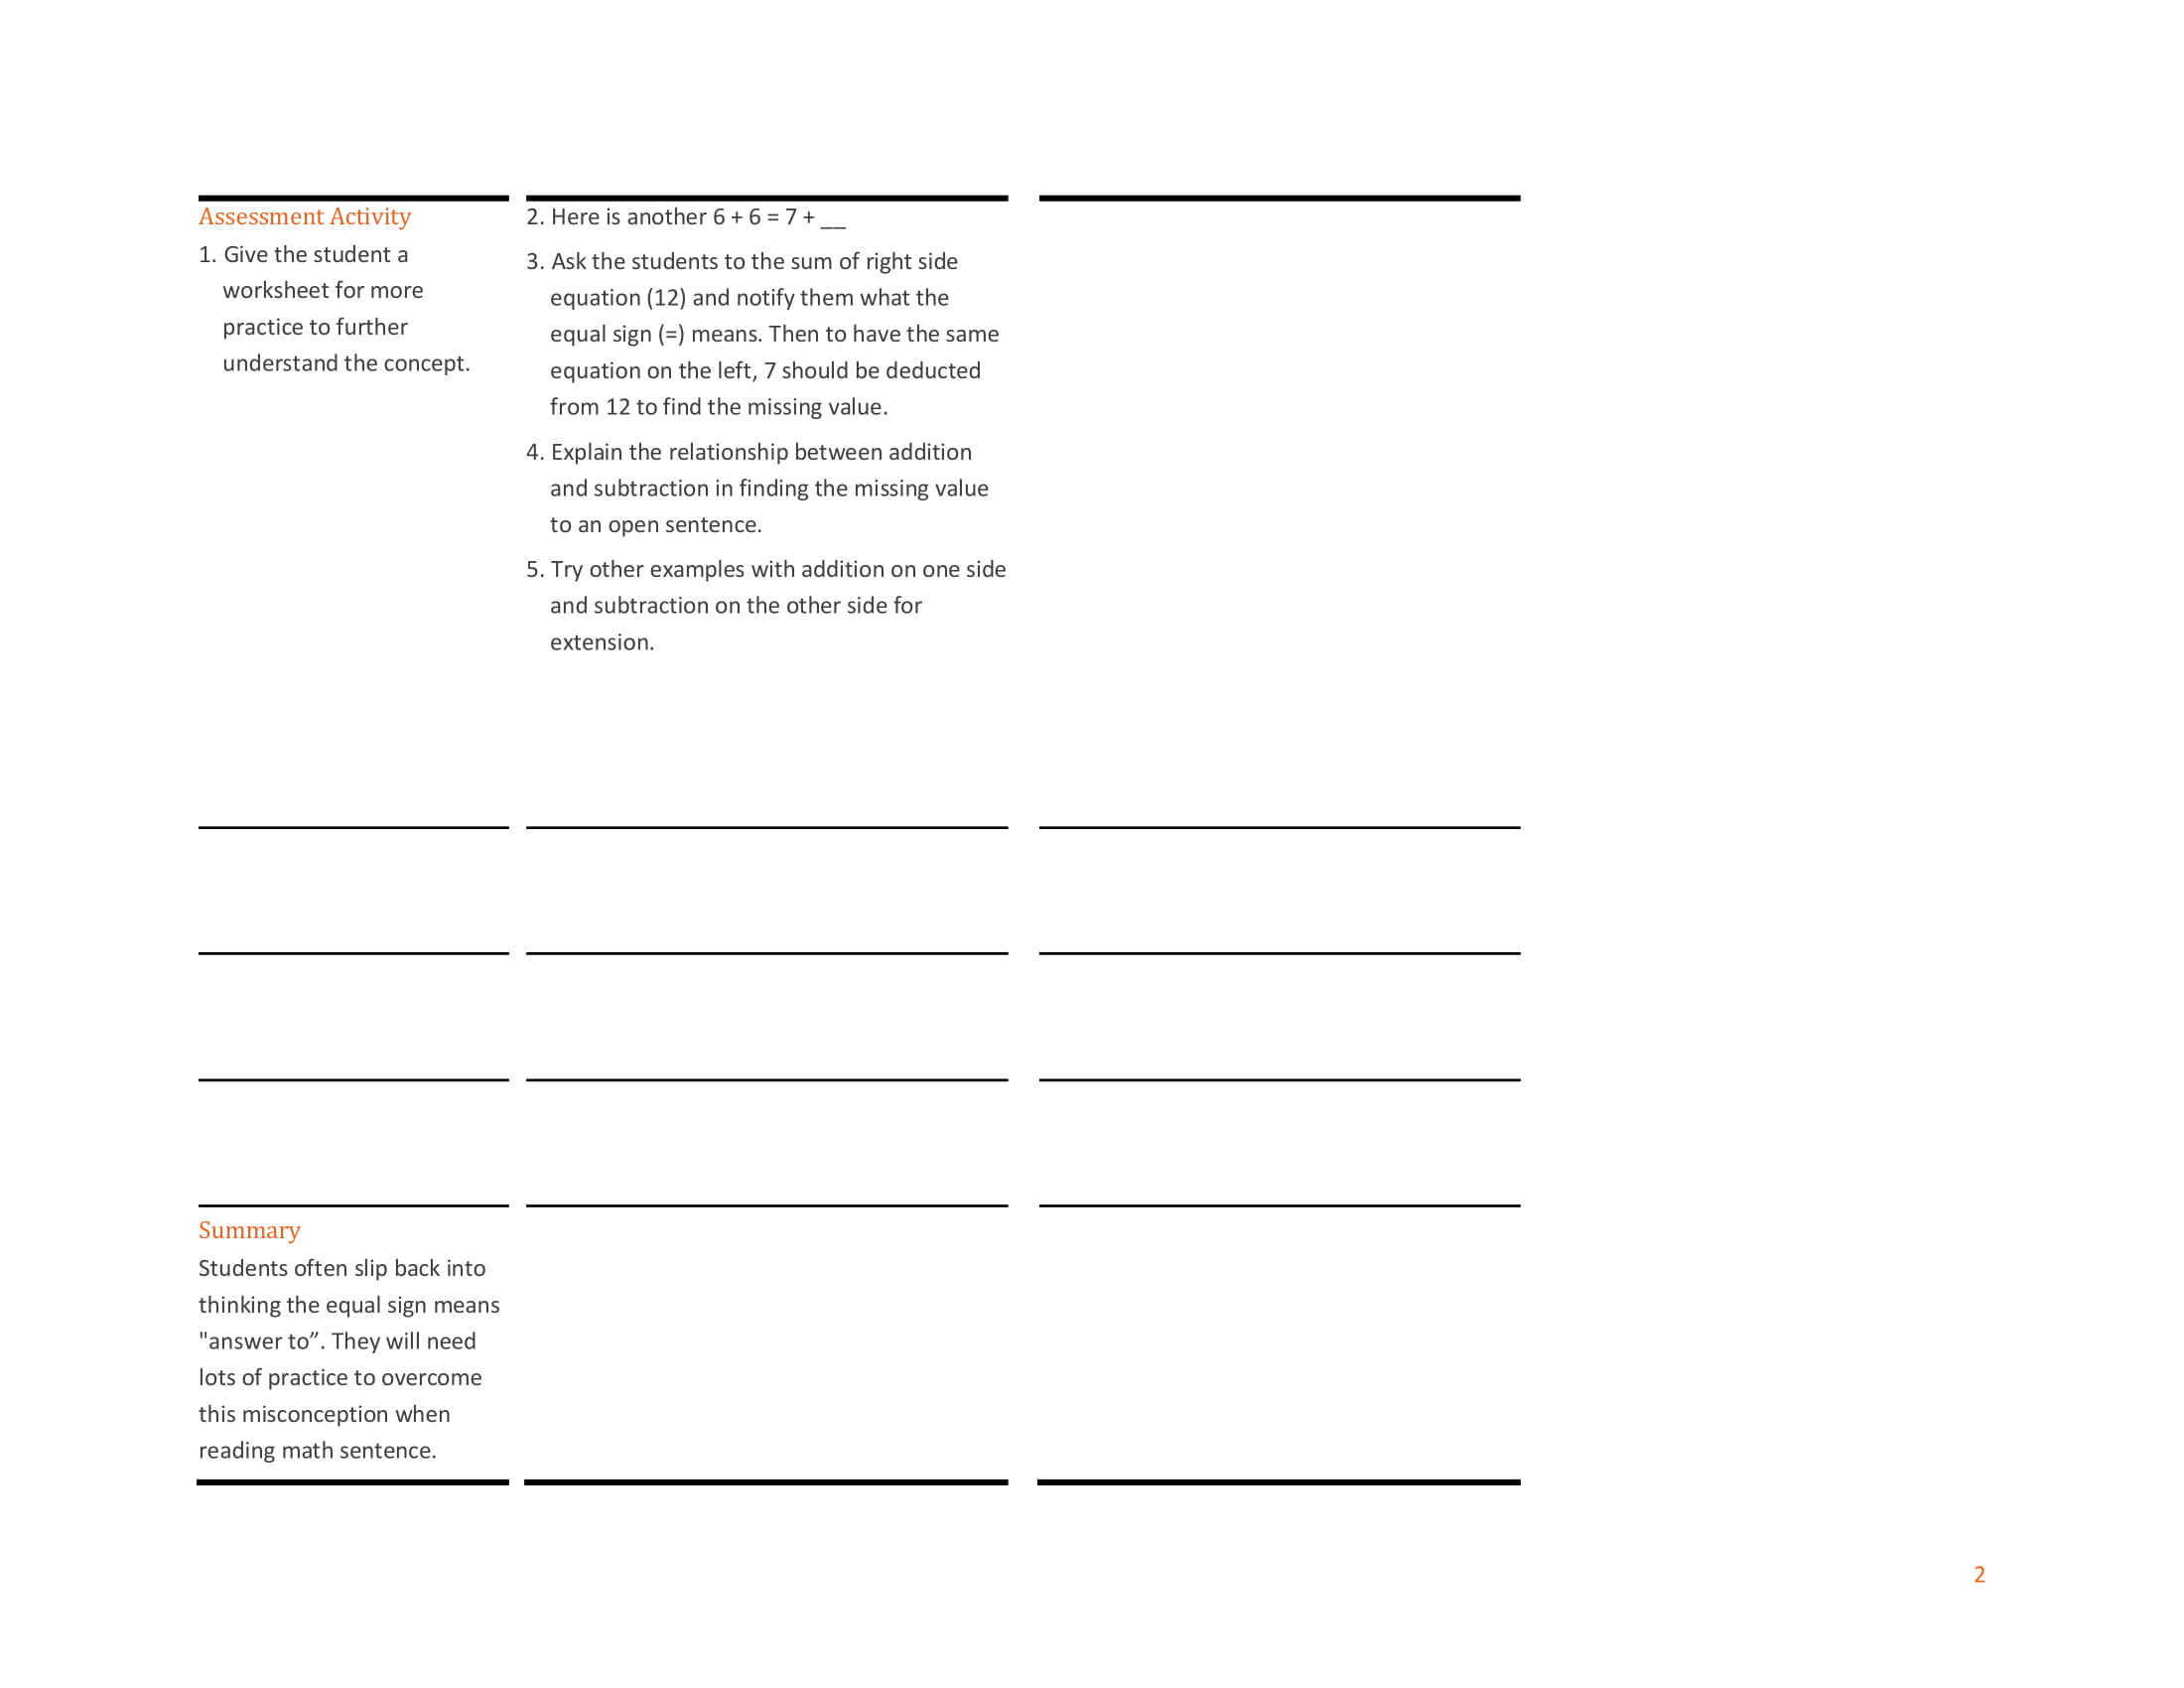 Assessment Activity
1. Give the student a
worksheet for more
practice to further
understand the concept.
2. Here is another 6 + 6 = 7 + __
3. Ask the students to the sum of right side
equation (12) and notify them what the
equal sign (=) means. Then to have the same
equation on the left, 7 should be deducted
from 12 to find the missing value.
4. Explain the relationship between addition
and subtraction in finding the missing value
to an open sentence.
5. Try other examples with addition on one side
and subtraction on the other side for
extension.
Summary
Students often slip back into
thinking the equal sign means
"answer to”. They will need
lots of practice to overcome
this misconception when
reading math sentence.
2